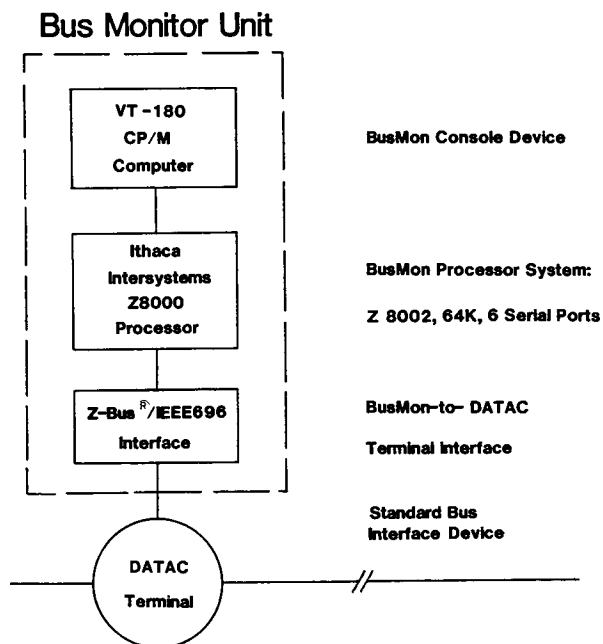 Bus Monitor Unit
VT-180
CP/M
Computer
BusMon Console Device
Ithaca
Intersystems
Z8000
Processor
BusMon Processor System:
Z 8002, 64K, 6 Serial Ports
Z-Bus ®/IEEE696
Interface
BusMon-to- DATAC
Terminal Interface
Standard Bus
Interface Device
DATAC
Terminal